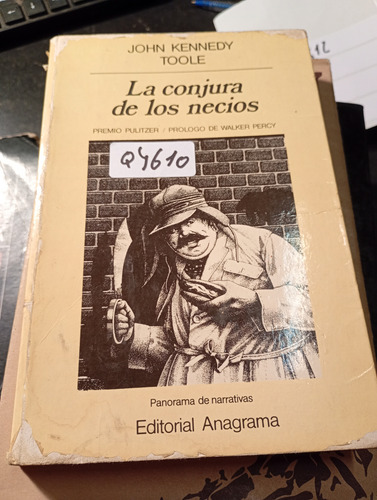 JOHN KENNEDY
TOOLE
La conjura
de los necios
PREMIO PULITZER / PROLOGO DE WALKER PERCY
Q4610
Panorama de narrativas
Editorial Anagrama